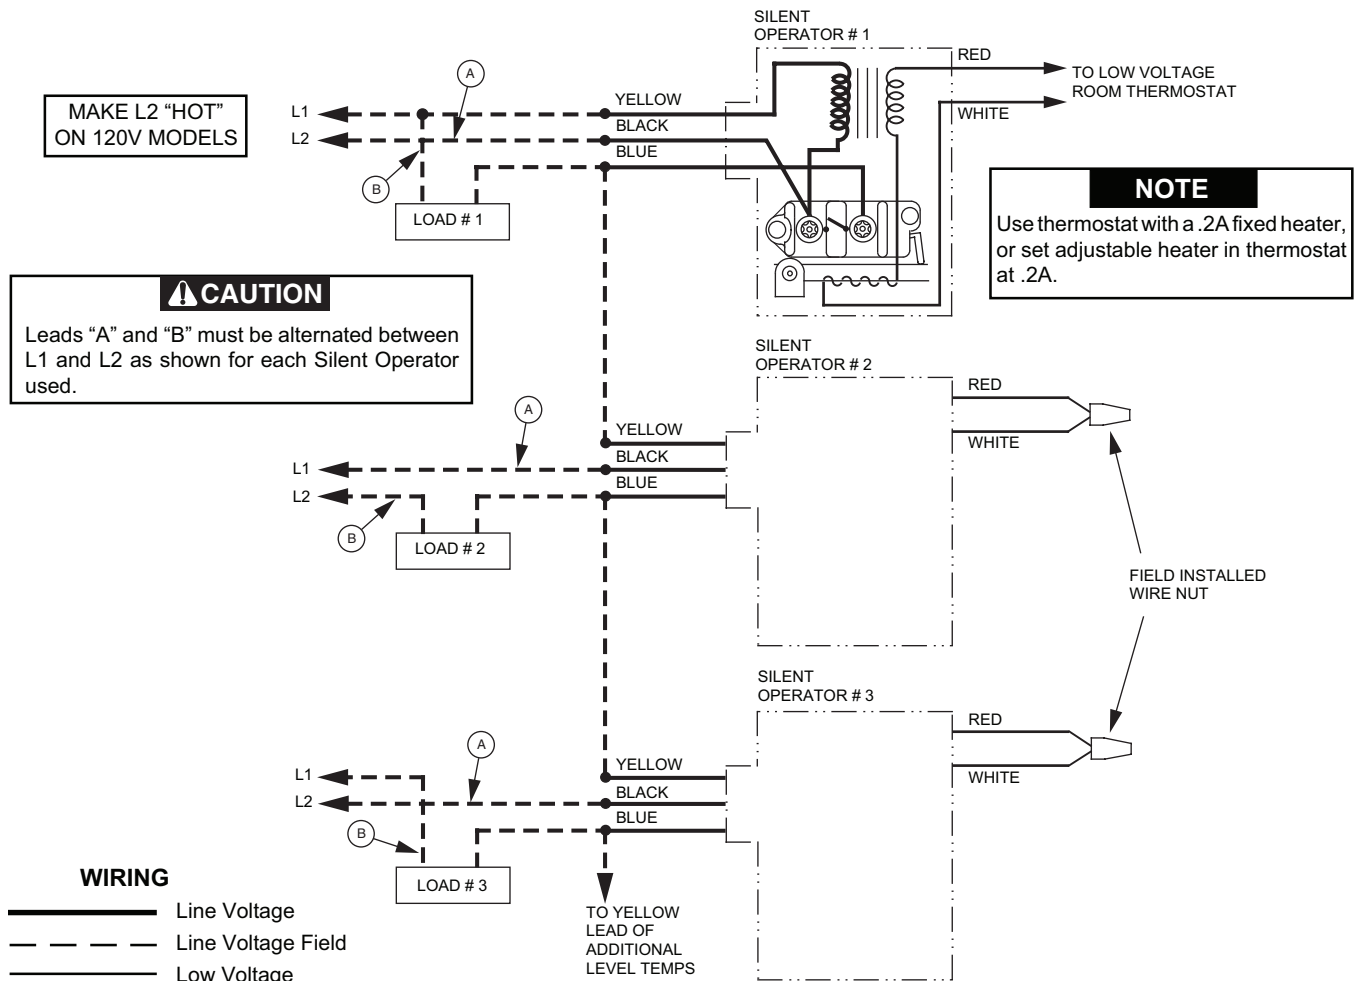 SILENT
OPERATOR # 1
RED
TO LOW VOLTAGE
ROOM THERMOSTAT
WHITE
A
MAKE L2 “HOT”
ON 120V MODELS
L1
L2
YELLOW
BLACK
BLUE
B
LOAD # 1
NOTE
Use thermostat with a .2A fixed heater,
or set adjustable heater in thermostat
at .2A.
CAUTION
Leads “A” and “B” must be alternated between
L1 and L2 as shown for each Silent Operator
used.
SILENT
OPERATOR # 2
RED
WHITE
A
YELLOW
BLACK
BLUE
L1
L2
B
LOAD # 2
FIELD INSTALLED
WIRE NUT
SILENT
OPERATOR # 3
RED
WHITE
A
YELLOW
BLACK
BLUE
L1
L2
B
LOAD # 3
TO YELLOW
LEAD OF
ADDITIONAL
LEVEL TEMPS
WIRING
Line Voltage
Line Voltage Field
Low Voltage